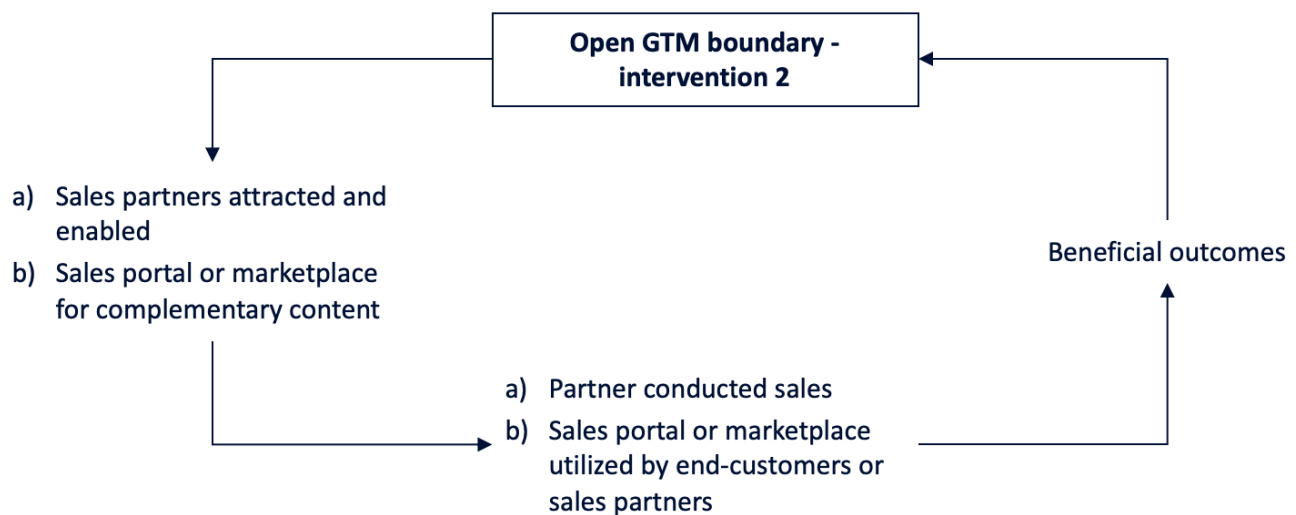 Open GTM boundary -
intervention 2
a) Sales partners attracted and
enabled
b) Sales portal or marketplace
for complementary content
Beneficial outcomes
a) Partner conducted sales
b) Sales portal or marketplace
utilized by end-customers or
sales partners